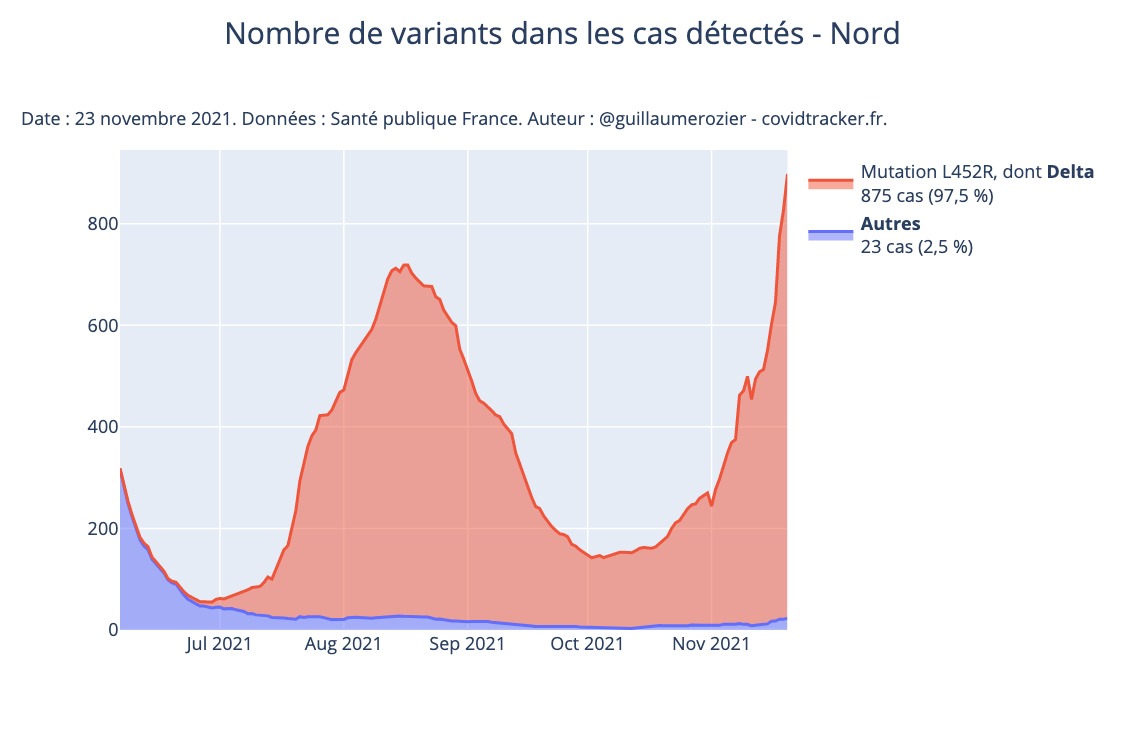 Nombre de variants dans les cas détectés - Nord
Date : 23 novembre 2021. Données : Santé publique France. Auteur : @guillaumerozier - covidtracker.fr.
Mutation L452R, dont Delta
875 cas (97,5 %)
Autres
23 cas (2,5 %)
800
600
400
200
0
Jul 2021 Aug 2021 Sep 2021 Oct 2021 Nov 2021